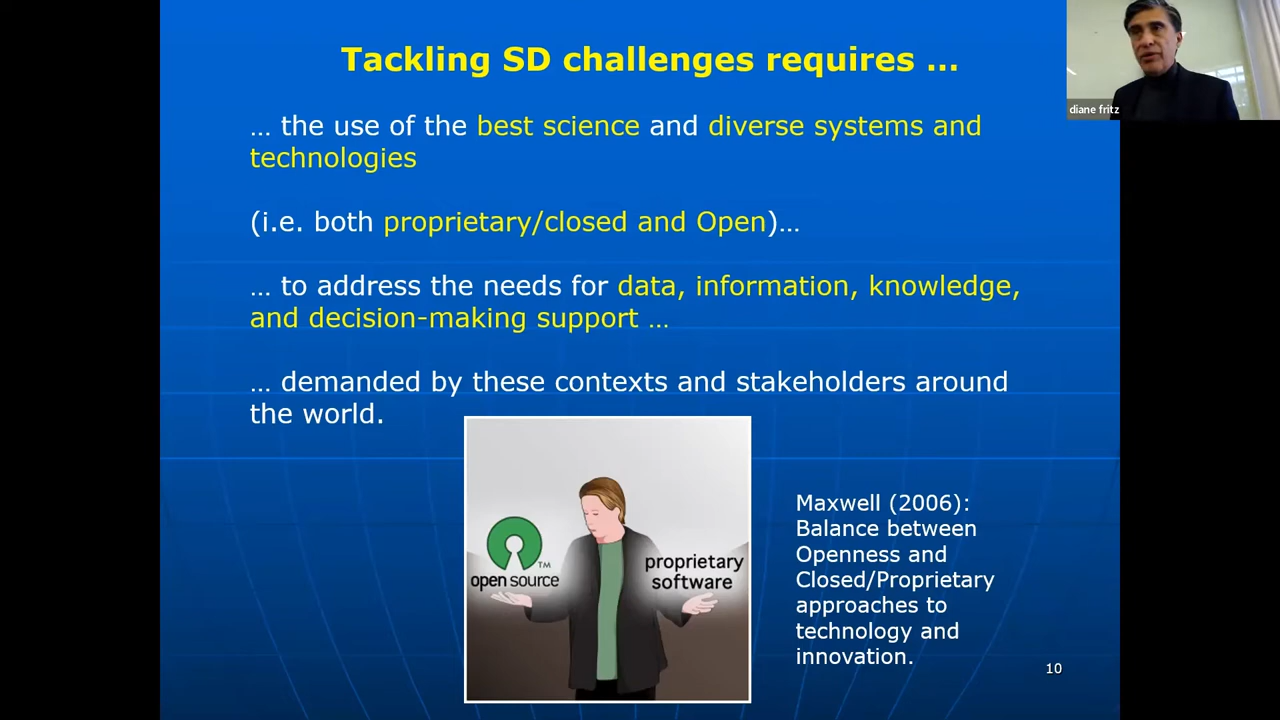 Tackling SD challenges requires …
… the use of the best science and diverse systems and
technologies
(i.e. both proprietary/closed and Open)…
… to address the needs for data, information, knowledge,
and decision-making support …
… demanded by these contexts and stakeholders around
the world.
open source
TM
proprietary
software
Maxwell (2006):
Balance between
Openness and
Closed/Proprietary
approaches to
technology and
innovation.
10
diane fritz